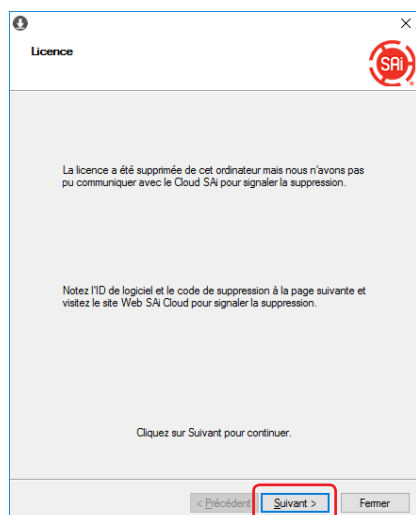 Licence
SAi
La licence a été supprimée de cet ordinateur mais nous n'avons pas
pu communiquer avec le Cloud SAi pour signaler la suppression.
Notez l'ID de logiciel et le code de suppression à la page suivante et
visitez le site Web SAi Cloud pour signaler la suppression.
Cliquez sur Suivant pour continuer.
< Précédent
Suivant >
Fermer